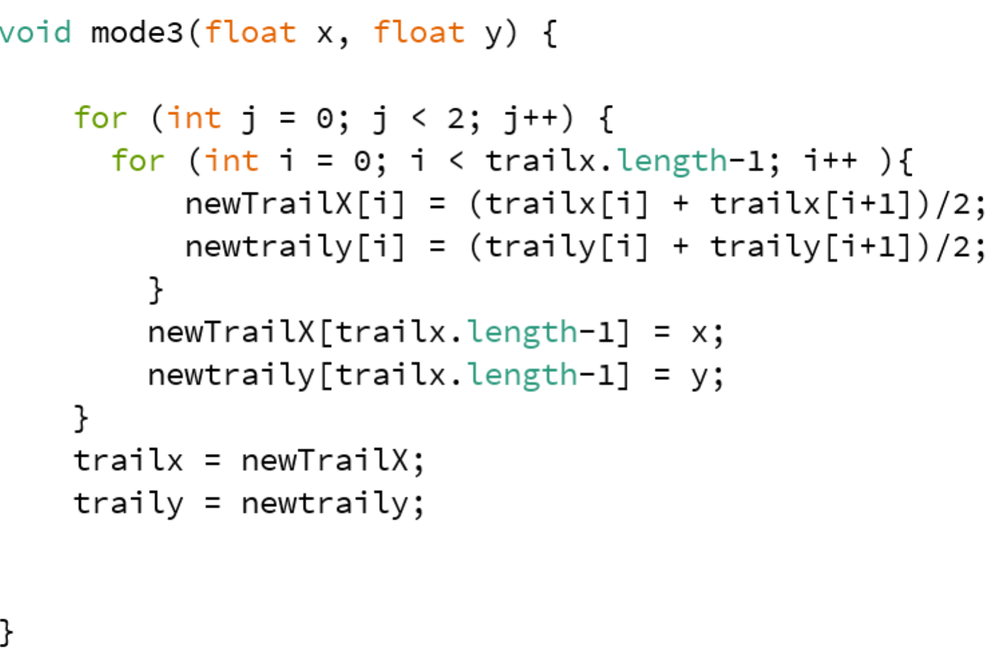 void mode3(float x, float y) {
for (int j = 0; j < 2; j++) {
for (int i = 0; i < trailx.length-1; i++ ){
newTrailX[i] = (trailx[i] + trailx[i+1])/2;
newtraily[i] = (traily[i] + traily[i+1])/2;
}
newTrailX[trailx.length-1] = x;
newtraily[trailx.length-1] = y;
}
trailx = newTrailX;
traily = newtraily;
}